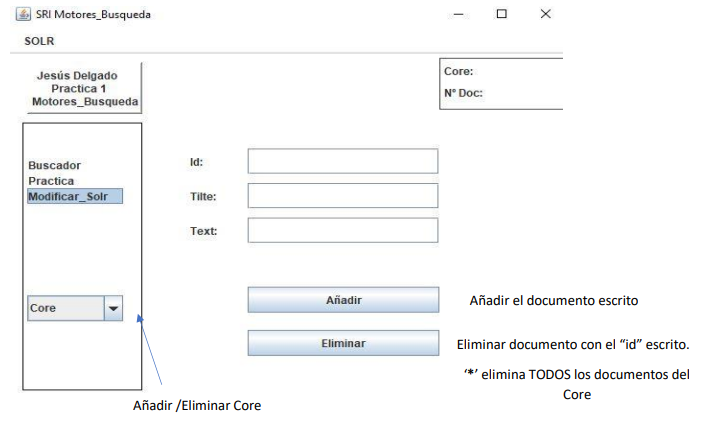 SRI Motores_Busqueda
SOLR
Jesús Delgado
Practica 1
Motores_Busqueda
Core:
Nº Doc:
Buscador
Practica
Modificar_Solr
Id:
Tilte:
Text:
Core
Añadir
Añadir el documento escrito
Eliminar
Eliminar documento con el “id” escrito.
‘*’ elimina TODOS los documentos del
Core
Añadir /Eliminar Core